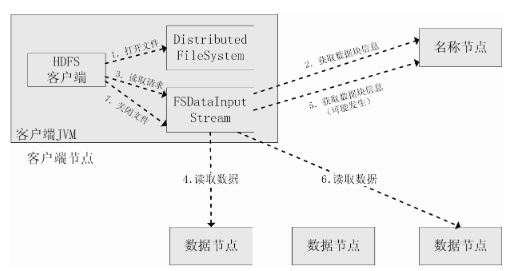 1. 打开文件
Distributed
FileSystem
2. 获取数据块信息
名称节点
HDFS
客户端
3. 读取请求
FSDataInput
Stream
5. 获取数据块信息
(可能发生)
7. 关闭文件
客户端JVM
客户端节点
4.读取数据
6.读取数据
数据节点
数据节点
数据节点